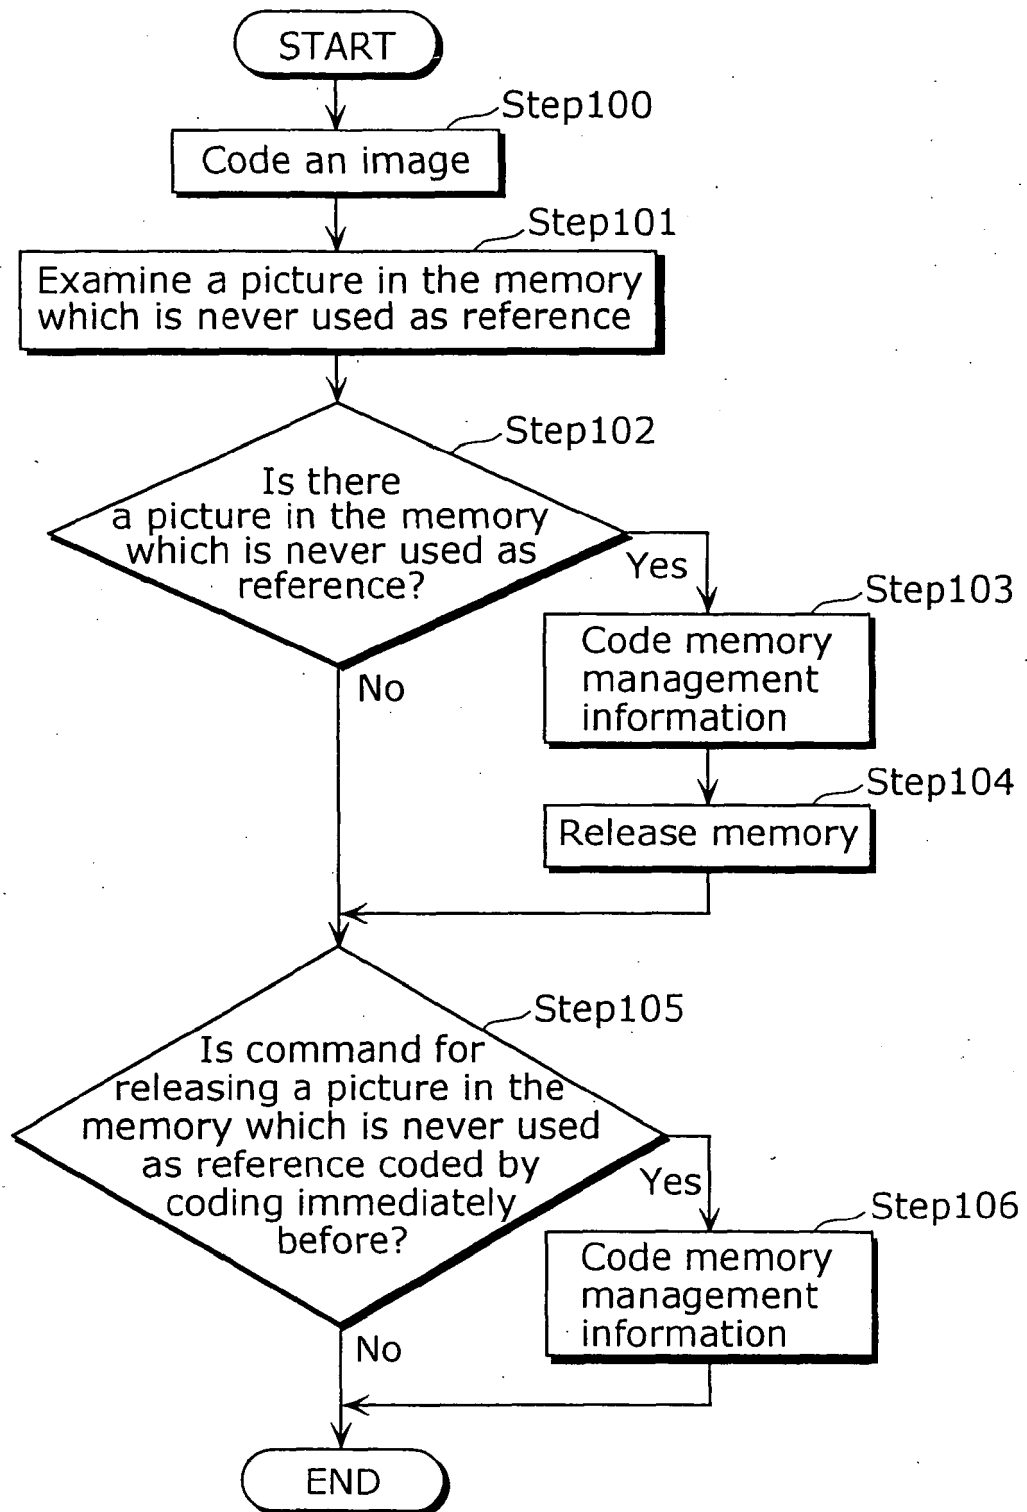 START
Step100
Code an image
Step101
Examine a picture in the memory
which is never used as reference
Step102
Is there
a picture in the memory
which is never used as
reference?
Yes
No
Step103
Code memory
management
information
Step104
Release memory
Step105
Is command for
releasing a picture in the
memory which is never used
as reference coded by
coding immediately
before?
Yes
No
Step106
Code memory
management
information
END